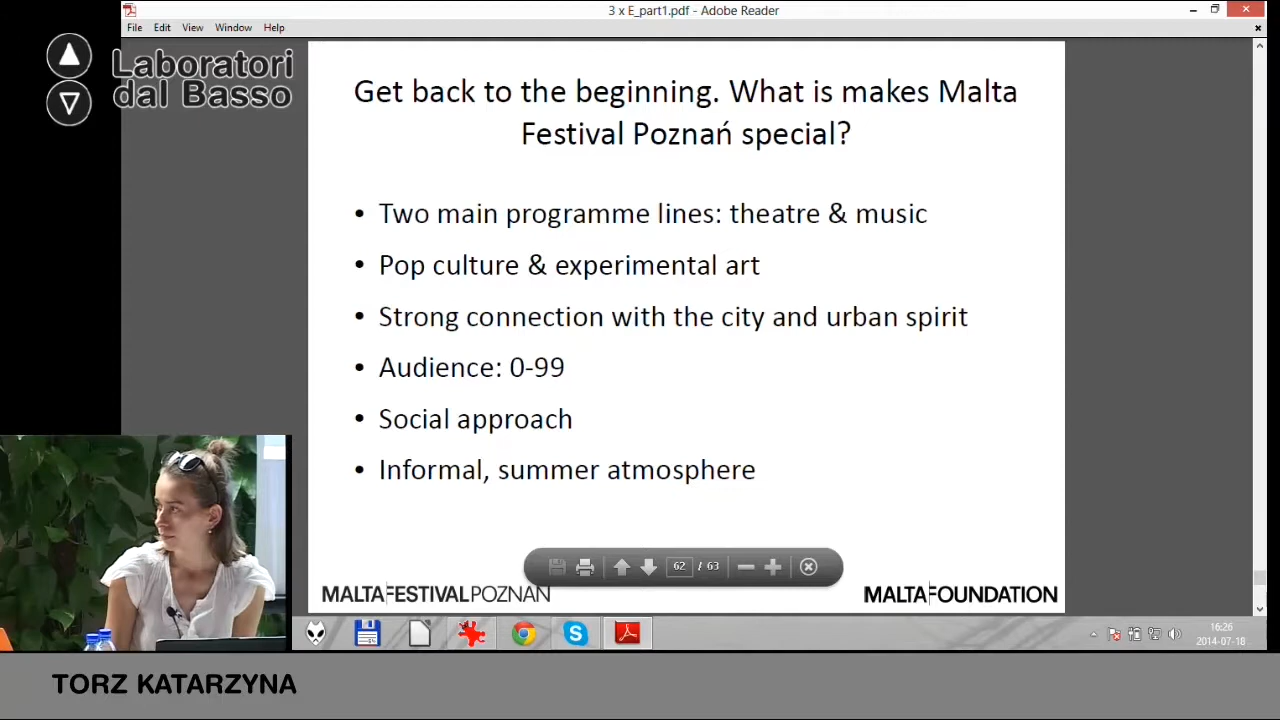 3 x E_part1.pdf - Adobe Reader
File Edit View Window Help
Laboratori
dal Basso
Get back to the beginning. What is makes Malta
Festival Poznań special?
• Two main programme lines: theatre & music
• Pop culture & experimental art
• Strong connection with the city and urban spirit
• Audience: 0-99
• Social approach
• Informal, summer atmosphere
62 / 63
MALTAFESTIVALPOZNAŃ
MALTAFOUNDATION
16:26
2014-07-18
TORZ KATARZYNA